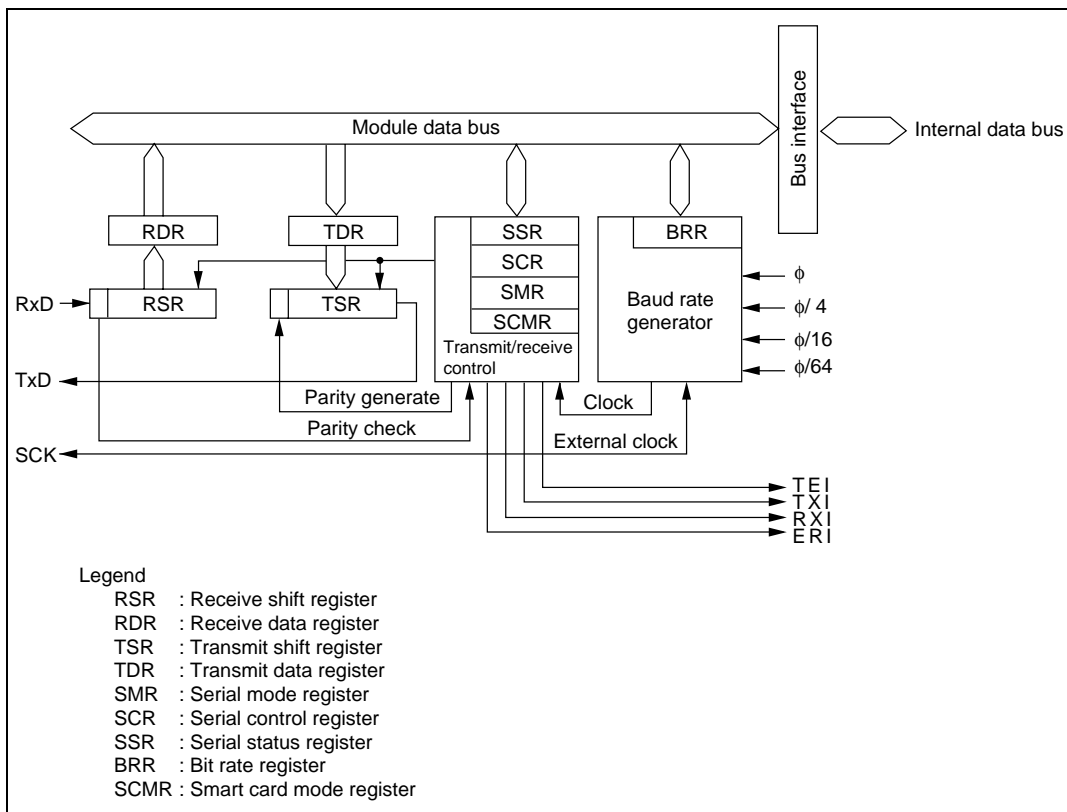 Bus interface
Module data bus
Internal data bus
RDR
TDR
SSR
BRR
SCR
SMR
SCMR
RxD
RSR
TSR
Baud rate
generator
φ
φ/ 4
φ/16
φ/64
Transmit/receive
control
TxD
Parity generate
Clock
Parity check
SCK
External clock
TEI
TXI
RXI
ERI
Legend
RSR : Receive shift register
RDR : Receive data register
TSR : Transmit shift register
TDR : Transmit data register
SMR : Serial mode register
SCR : Serial control register
SSR : Serial status register
BRR : Bit rate register
SCMR : Smart card mode register